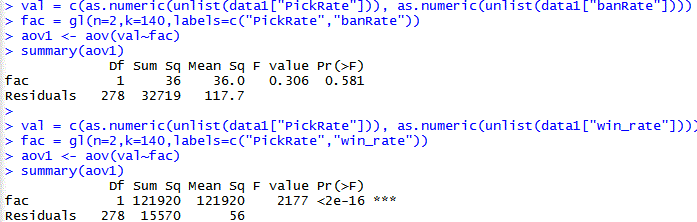 > val = c(as.numeric(unlist(data1["PickRate"])), as.numeric(unlist(data1["banRate"])))
> fac = gl(n=2,k=140,labels=c("PickRate","banRate"))
> aov1 <- aov(val~fac)
> summary(aov1)
Df Sum Sq Mean Sq F value Pr(>F)
fac 1 36 36.0 0.306 0.581
Residuals 278 32719 117.7
>
> val = c(as.numeric(unlist(data1["PickRate"])), as.numeric(unlist(data1["win_rate"])))
> fac = gl(n=2,k=140,labels=c("PickRate","win_rate"))
> aov1 <- aov(val~fac)
> summary(aov1)
Df Sum Sq Mean Sq F value Pr(>F)
fac 1 121920 121920 2177 <2e-16 ***
Residuals 278 15570 56